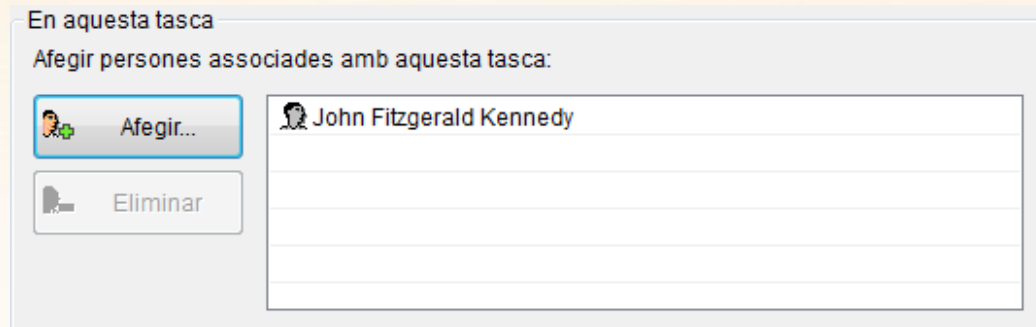 En aquesta tasca
Afegir persones associades amb aquesta tasca:
Afegir...
John Fitzgerald Kennedy
Eliminar